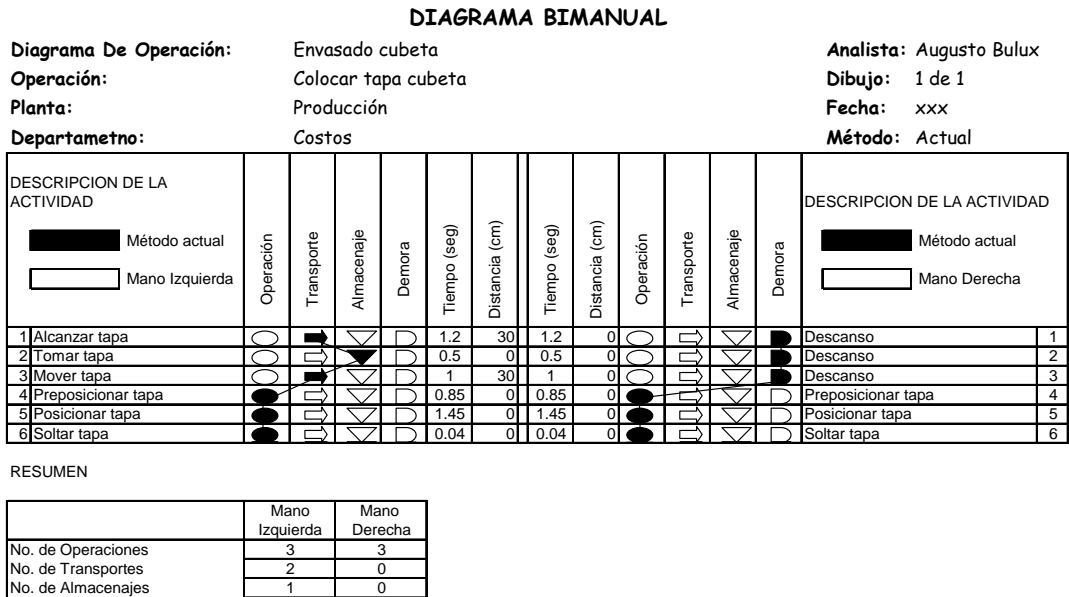 DIAGRAMA BIMANUAL
Diagrama De Operación: Envasado cubeta Analista: Augusto Bulux
Operación: Colocar tapa cubeta Dibujo: 1 de 1
Planta: Producción Fecha: xxx
Departametno: Costos Método: Actual
DESCRIPCION DE LA
ACTIVIDAD
Método actual
Mano Izquierda
Operación
Transporte
Almacenaje
Demora
Tiempo (seg)
Distancia (cm)
Tiempo (seg)
Distancia (cm)
Operación
Transporte
Almacenaje
Demora
DESCRIPCION DE LA ACTIVIDAD
Método actual
Mano Derecha
1 Alcanzar tapa 1.2 30 1.2 0 Descanso 1
2 Tomar tapa 0.5 0 0.5 0 Descanso 2
3 Mover tapa 1 30 1 0 Descanso 3
4 Preposicionar tapa 0.85 0 0.85 0 Preposicionar tapa 4
5 Posicionar tapa 1.45 0 1.45 0 Posicionar tapa 5
6 Soltar tapa 0.04 0 0.04 0 Soltar tapa 6
RESUMEN
Mano Izquierda Mano Derecha
No. de Operaciones 3 3
No. de Transportes 2 0
No. de Almacenajes 1 0